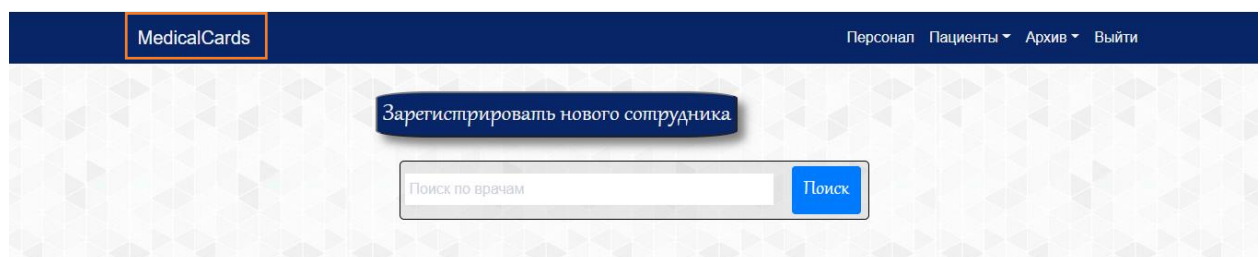 MedicalCards Персонал Пациенты Архив Выйти
Зарегистрировать нового сотрудника
Поиск по врачам Поиск